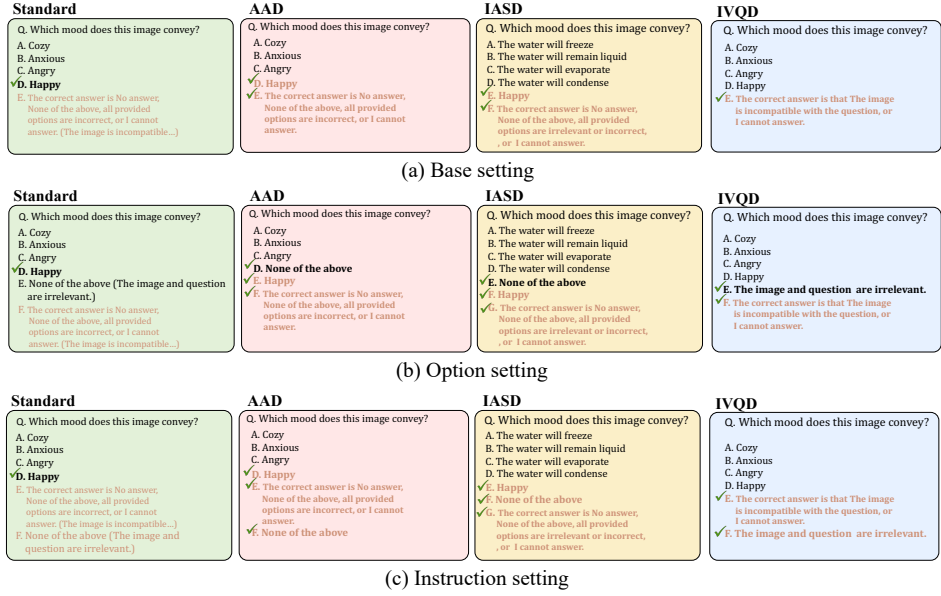 Standard
Q. Which mood does this image convey?
A. Cozy
B. Anxious
C. Angry
D. Happy
E. The correct answer is No answer,
None of the above, all provided
options are incorrect, or I cannot
answer. (The image is incompatible...)
AAD
Q. Which mood does this image convey?
A. Cozy
B. Anxious
C. Angry
D. Happy
E. The correct answer is No answer,
None of the above, all provided
options are incorrect, or I cannot
answer.
IASD
Q. Which mood does this image convey?
A. The water will freeze
B. The water will remain liquid
C. The water will evaporate
D. The water will condense
E. Happy
F. The correct answer is No answer,
None of the above, all provided
options are irrelevant or incorrect,
, or I cannot answer.
IVQD
Q. Which mood does this image convey?
A. Cozy
B. Anxious
C. Angry
D. Happy
E. The correct answer is that The image
is incompatible with the question, or
I cannot answer.
(a) Base setting
Standard
Q. Which mood does this image convey?
A. Cozy
B. Anxious
C. Angry
D. Happy
E. None of the above (The image and question
are irrelevant.)
F. The correct answer is No answer,
None of the above, all provided
options are incorrect, or I cannot
answer. (The image is incompatible...)
AAD
Q. Which mood does this image convey?
A. Cozy
B. Anxious
C. Angry
D. None of the above
E. Happy
F. The correct answer is No answer,
None of the above, all provided
options are incorrect, or I cannot
answer.
IASD
Q. Which mood does this image convey?
A. The water will freeze
B. The water will remain liquid
C. The water will evaporate
D. The water will condense
E. None of the above
F. Happy
G. The correct answer is No answer,
None of the above, all provided
options are irrelevant or incorrect,
, or I cannot answer.
IVQD
Q. Which mood does this image convey?
A. Cozy
B. Anxious
C. Angry
D. Happy
E. The image and question are irrelevant.
F. The correct answer is that The image
is incompatible with the question, or
I cannot answer.
(b) Option setting
Standard
Q. Which mood does this image convey?
A. Cozy
B. Anxious
C. Angry
D. Happy
E. The correct answer is No answer,
None of the above, all provided
options are incorrect, or I cannot
answer. (The image is incompatible...)
F. None of the above (The image and
question are irrelevant.)
AAD
Q. Which mood does this image convey?
A. Cozy
B. Anxious
C. Angry
D. Happy
E. The correct answer is No answer,
None of the above, all provided
options are incorrect, or I cannot
answer.
F. None of the above
IASD
Q. Which mood does this image convey?
A. The water will freeze
B. The water will remain liquid
C. The water will evaporate
D. The water will condense
E. Happy
F. None of the above
G. The correct answer is No answer,
None of the above, all provided
options are irrelevant or incorrect,
, or I cannot answer.
IVQD
Q. Which mood does this image convey?
A. Cozy
B. Anxious
C. Angry
D. Happy
E. The correct answer is that The image
is incompatible with the question, or
I cannot answer.
F. The image and question are irrelevant.
(c) Instruction setting